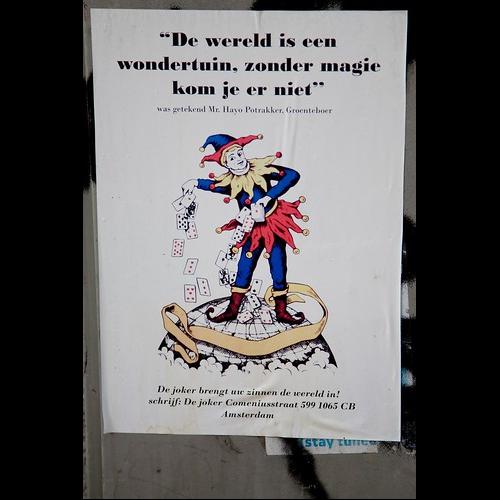 “De wereld is een
wondertuin, zonder magie
kom je er niet”
was getekend Mr. Hayo Potrakker, Groenteboer
De joker brengt uw zinnen de wereld in!
schrijf: De joker Comeniusstraat 599 1065 CB
Amsterdam
stay tuned